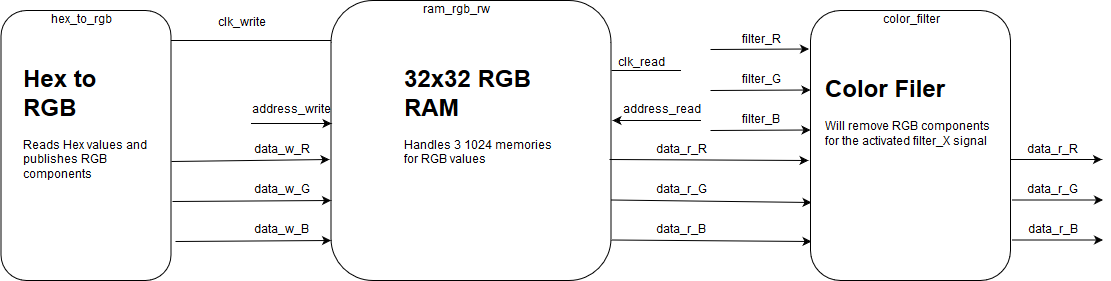 hex_to_rgb
clk_write
Hex to
RGB
Reads Hex values and
publishes RGB
components
address_write
data_w_R
data_w_G
data_w_B
ram_rgb_rw
32x32 RGB
RAM
Handles 3 1024 memories
for RGB values
clk_read
address_read
data_r_R
data_r_G
data_r_B
filter_R
filter_G
filter_B
color_filter
Color Filer
Will remove RGB components
for the activated filter_X signal
data_r_R
data_r_G
data_r_B